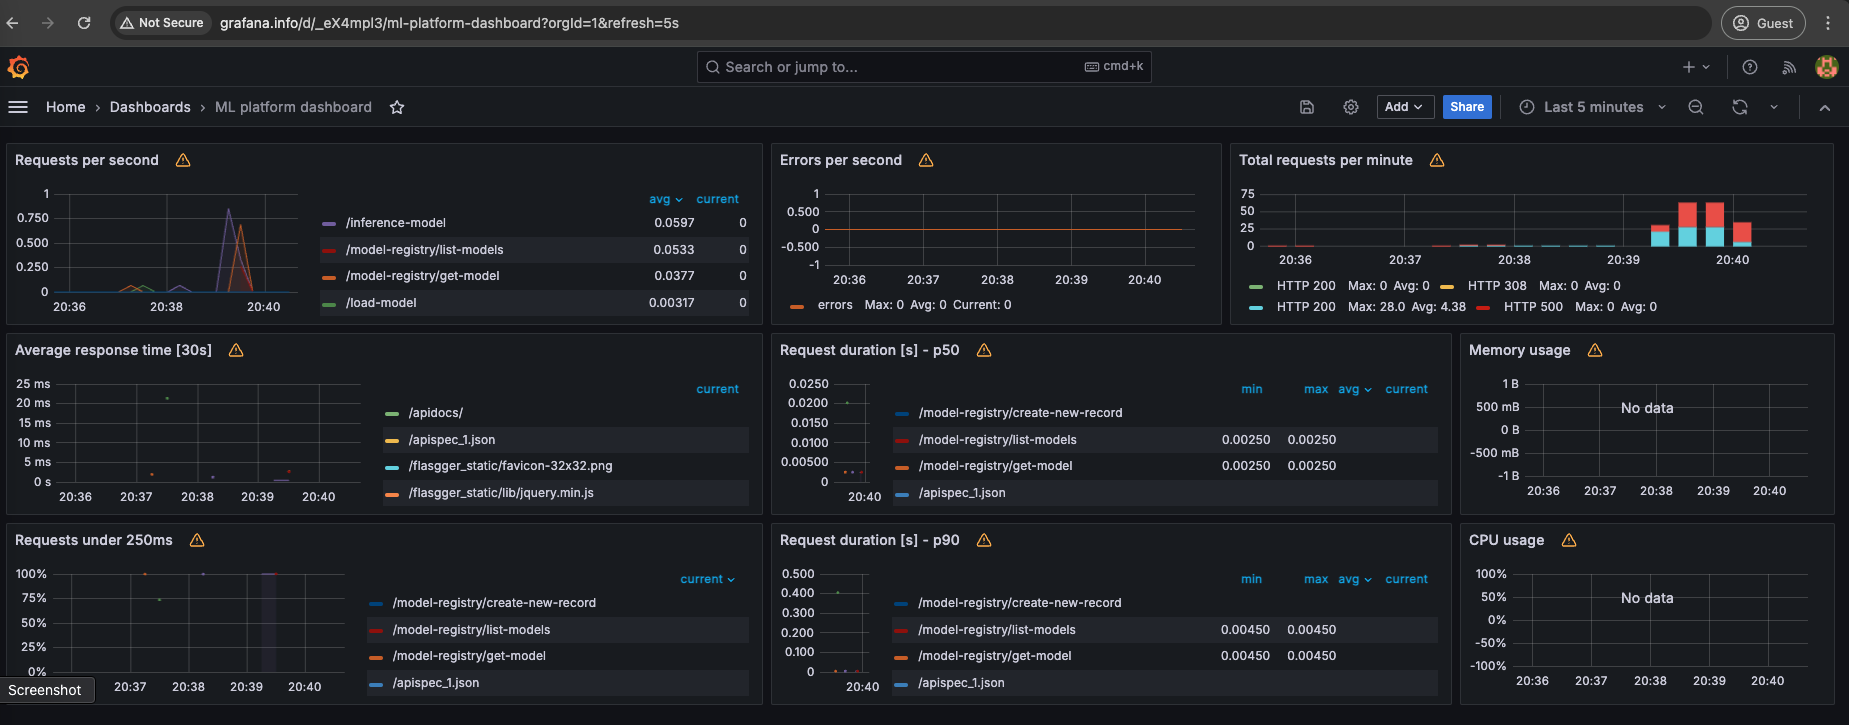 Not Secure grafana.info/d/_eX4mpl3/ml-platform-dashboard?orgId=1&refresh=5s Guest
Search or jump to... cmd+k
Home › Dashboards › ML platform dashboard Add Share Last 5 minutes
Requests per second
1
0.750
0.500
0.250
0
20:36 20:38 20:40
avg current
/inference-model 0.0597 0
/model-registry/list-models 0.0533 0
/model-registry/get-model 0.0377 0
/load-model 0.00317 0
Errors per second
1
0.500
0
-0.500
-1
20:36 20:37 20:38 20:39 20:40
errors Max: 0 Avg: 0 Current: 0
Total requests per minute
75
50
25
0
20:36 20:37 20:38 20:39 20:40
HTTP 200 Max: 0 Avg: 0 HTTP 308 Max: 0 Avg: 0
HTTP 200 Max: 28.0 Avg: 4.38 HTTP 500 Max: 0 Avg: 0
Average response time [30s]
25 ms
20 ms
15 ms
10 ms
5 ms
0 s
20:36 20:37 20:38 20:39 20:40
current
/apidocs/
/apispec_1.json
/flasgger_static/favicon-32x32.png
/flasgger_static/lib/jquery.min.js
Request duration [s] - p50
0.0250
0.0200
0.0150
0.0100
0.00500
0
20:40
min max avg current
/model-registry/create-new-record
/model-registry/list-models 0.00250 0.00250
/model-registry/get-model 0.00250 0.00250
/apispec_1.json
Memory usage
1 B
500 mB
0 B
-500 mB
-1 B
No data
20:36 20:37 20:38 20:39 20:40
Requests under 250ms
100%
75%
50%
25%
0%
20:37 20:38 20:39 20:40
current
/model-registry/create-new-record
/model-registry/list-models
/model-registry/get-model
/apispec_1.json
Request duration [s] - p90
0.500
0.400
0.300
0.200
0.100
0
20:40
min max avg current
/model-registry/create-new-record
/model-registry/list-models 0.00450 0.00450
/model-registry/get-model 0.00450 0.00450
/apispec_1.json
CPU usage
100%
50%
0%
-50%
-100%
No data
20:36 20:37 20:38 20:39 20:40
Screenshot